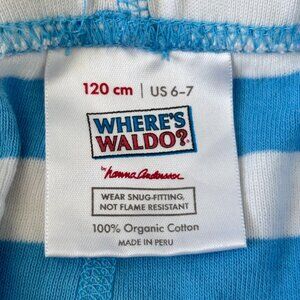 120 cm | US 6-7
WHERE'S
WALDO?
by hanna Andersson
WEAR SNUG-FITTING,
NOT FLAME RESISTANT
100% Organic Cotton
MADE IN PERU